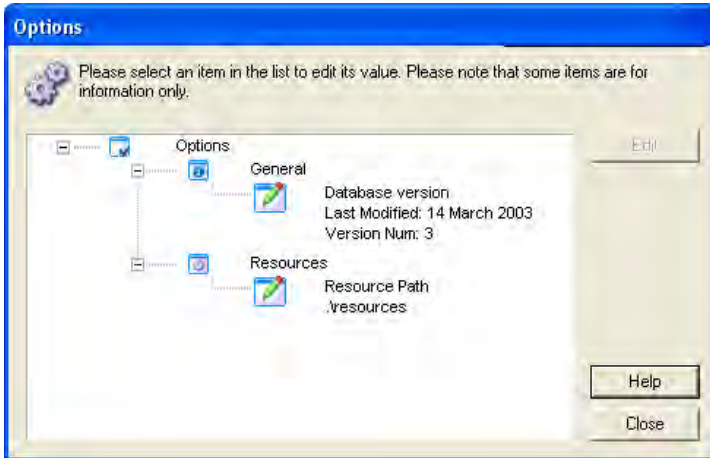 Options
Please select an item in the list to edit its value. Please note that some items are for
information only.
Options
Edit
General
Database version
Last Modified: 14 March 2003
Version Num: 3
Resources
Resource Path
.\resources
Help
Close